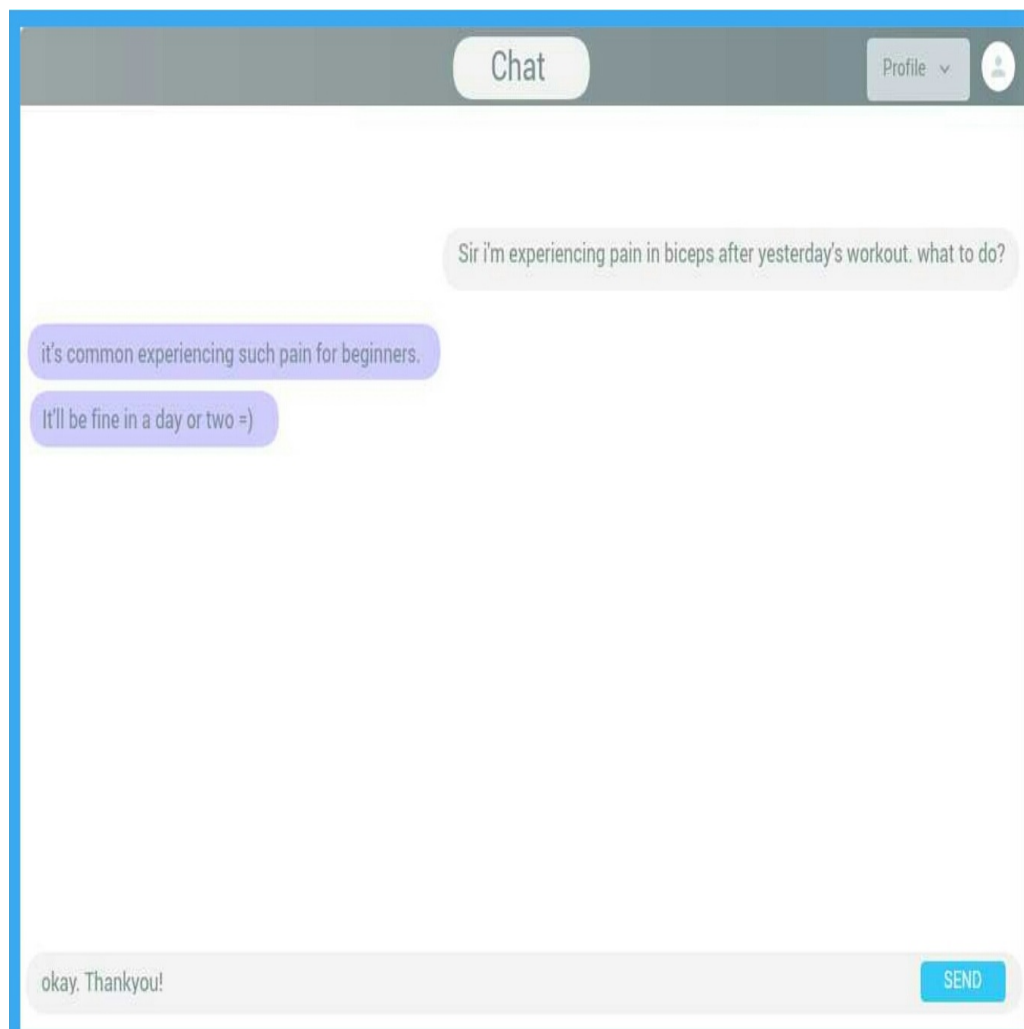 Chat
Profile
Sir i'm experiencing pain in biceps after yesterday's workout. what to do?
it's common experiencing such pain for beginners.
It'll be fine in a day or two =)
okay. Thankyou!
SEND